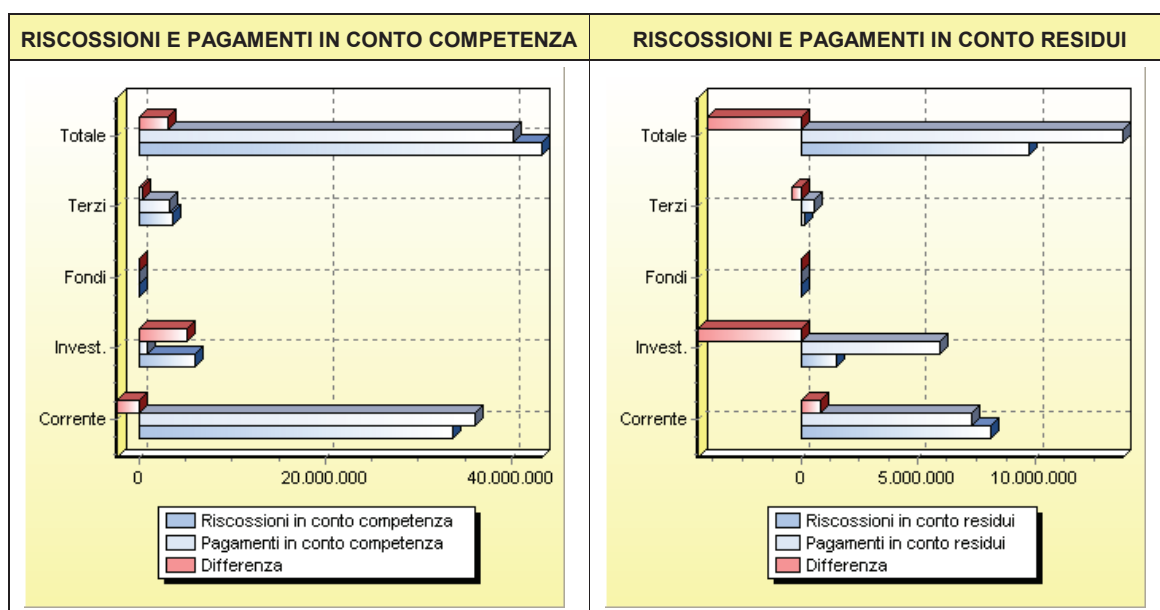 RISCOSSIONI E PAGAMENTI IN CONTO COMPETENZA
Totale
Terzi
Fondi
Invest.
Corrente
0
20.000.000
40.000.000
Riscossioni in conto competenza
Pagamenti in conto competenza
Differenza
RISCOSSIONI E PAGAMENTI IN CONTO RESIDUI
Totale
Terzi
Fondi
Invest.
Corrente
0
5.000.000
10.000.000
Riscossioni in conto residui
Pagamenti in conto residui
Differenza